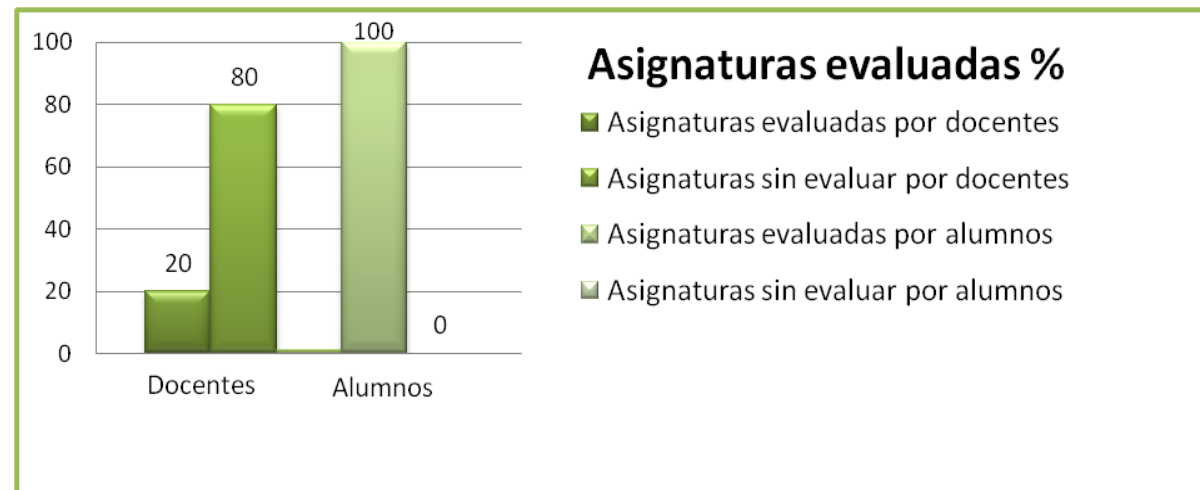 100
80
60
40
20
0
20
80
100
0
Docentes
Alumnos
Asignaturas evaluadas %
Asignaturas evaluadas por docentes
Asignaturas sin evaluar por docentes
Asignaturas evaluadas por alumnos
Asignaturas sin evaluar por alumnos